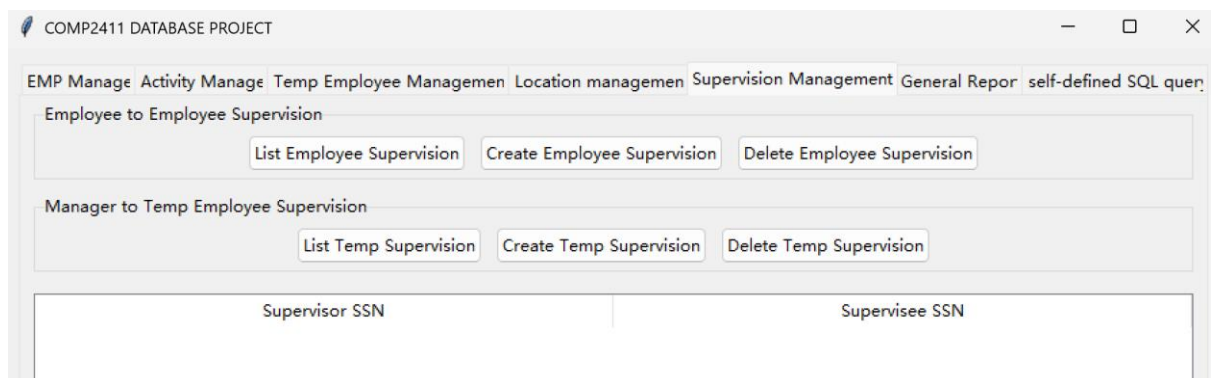 COMP2411 DATABASE PROJECT
EMP Manage Activity Manage Temp Employee Managemen Location managemen Supervision Management General Repor self-defined SQL query
Employee to Employee Supervision
List Employee Supervision Create Employee Supervision Delete Employee Supervision
Manager to Temp Employee Supervision
List Temp Supervision Create Temp Supervision Delete Temp Supervision
Supervisor SSN Supervisee SSN